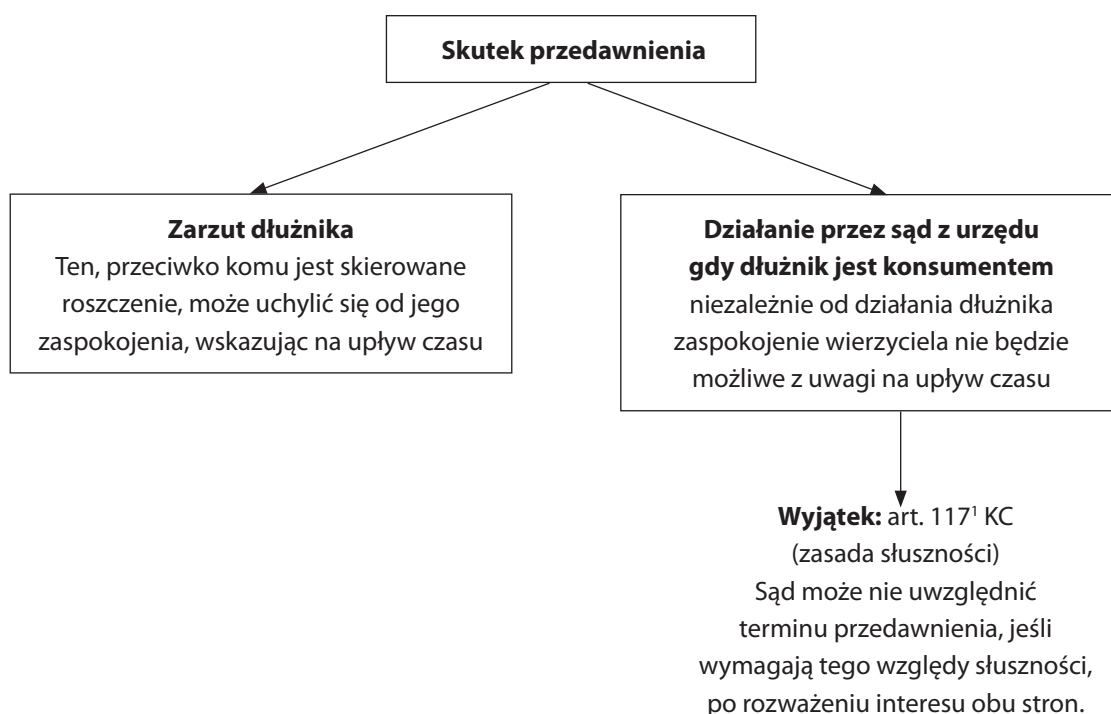 Skutek przedawnienia
Zarzut dłużnika
Ten, przeciwko komu jest skierowane
roszczenie, może uchylić się od jego
zaspokojenia, wskazując na upływ czasu
Działanie przez sąd z urzędu
gdy dłużnik jest konsumentem
niezależnie od działania dłużnika
zaspokojenie wierzyciela nie będzie
możliwe z uwagi na upływ czasu
Wyjątek: art. 117¹ KC
(zasada słuszności)
Sąd może nie uwzględnić
terminu przedawnienia, jeśli
wymagają tego względy słuszności,
po rozważeniu interesu obu stron.